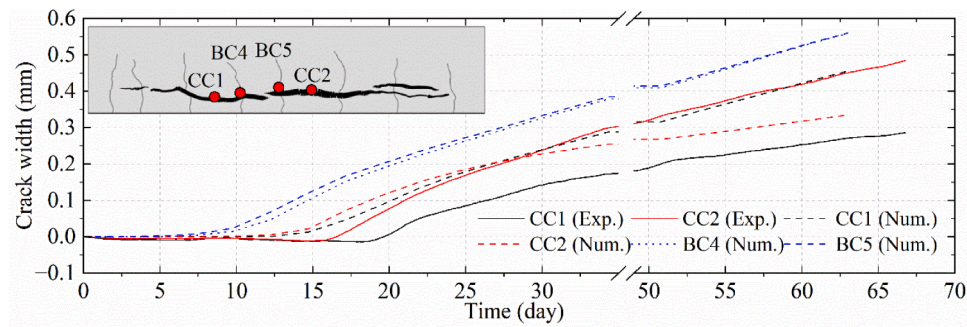 0.6
0.5
0.4
0.3
0.2
0.1
0.0
−0.1
Crack width (mm)
BC4
BC5
CC1
CC2
CC1 (Exp.)
CC2 (Exp.)
CC1 (Num.)
CC2 (Num.)
BC4 (Num.)
BC5 (Num.)
0 5 10 15 20 25 30 50 55 60 65 70
Time (day)